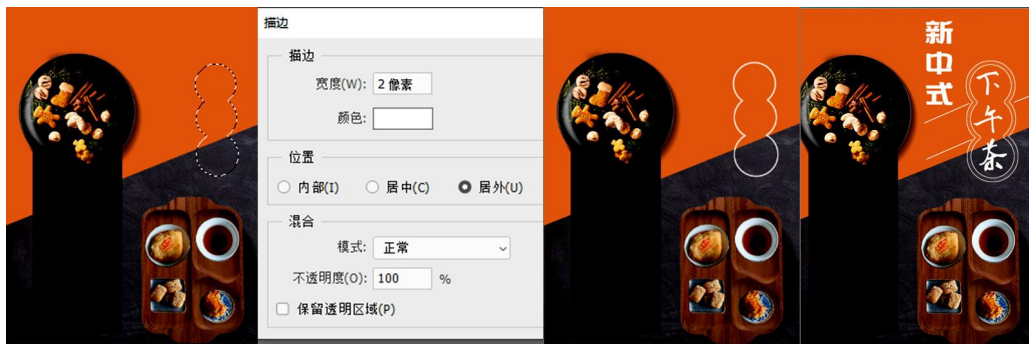 描边
描边
宽度(W): 2 像素
颜色:
位置
内部(I) 居中(C) 居外(U)
混合
模式: 正常
不透明度(O): 100 %
保留透明区域(P)
新中式
下午茶